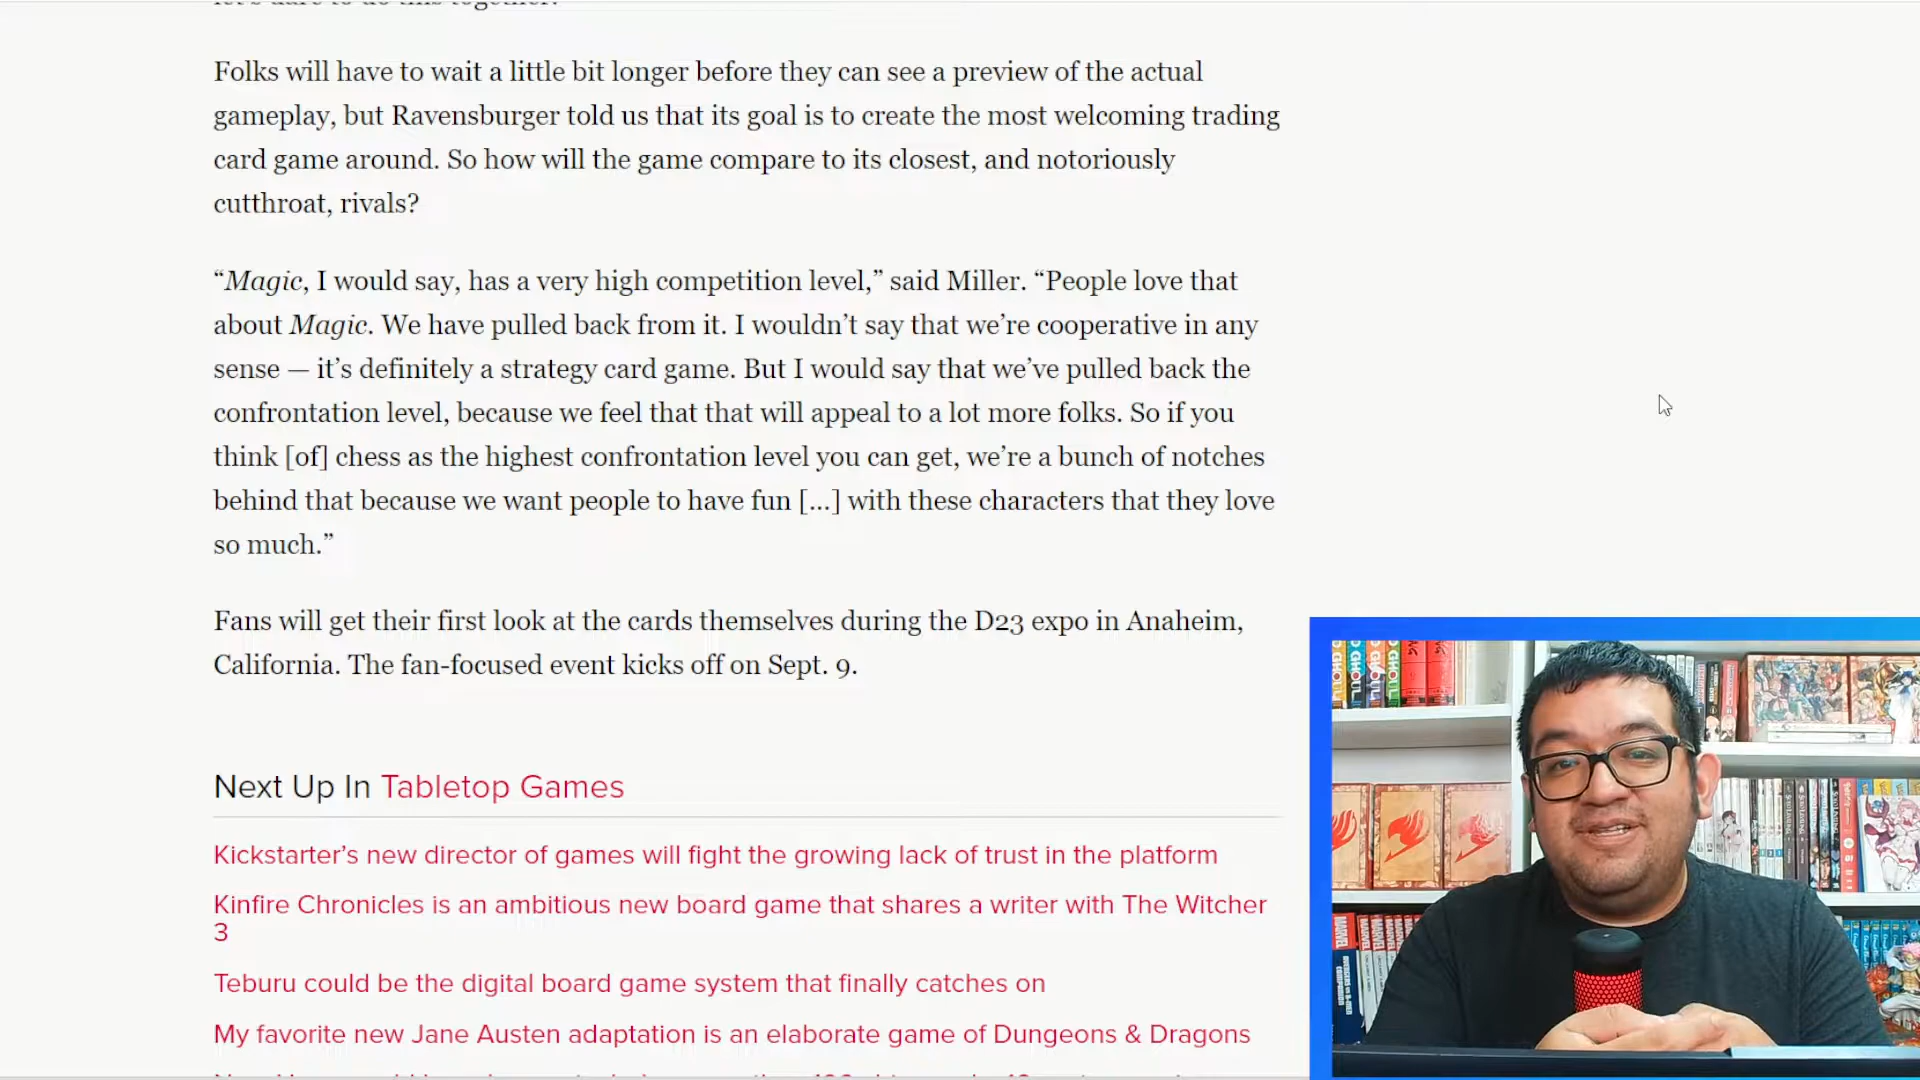 let's dare to do this together.
Folks will have to wait a little bit longer before they can see a preview of the actual
gameplay, but Ravensburger told us that its goal is to create the most welcoming trading
card game around. So how will the game compare to its closest, and notoriously
cutthroat, rivals?
“Magic, I would say, has a very high competition level,” said Miller. “People love that
about Magic. We have pulled back from it. I wouldn’t say that we’re cooperative in any
sense — it’s definitely a strategy card game. But I would say that we’ve pulled back the
confrontation level, because we feel that that will appeal to a lot more folks. So if you
think [of] chess as the highest confrontation level you can get, we’re a bunch of notches
behind that because we want people to have fun [...] with these characters that they love
so much.”
Fans will get their first look at the cards themselves during the D23 expo in Anaheim,
California. The fan-focused event kicks off on Sept. 9.
Next Up In Tabletop Games
Kickstarter’s new director of games will fight the growing lack of trust in the platform
Kinfire Chronicles is an ambitious new board game that shares a writer with The Witcher
3
Teburu could be the digital board game system that finally catches on
My favorite new Jane Austen adaptation is an elaborate game of Dungeons & Dragons
GHOUL
MARVEL